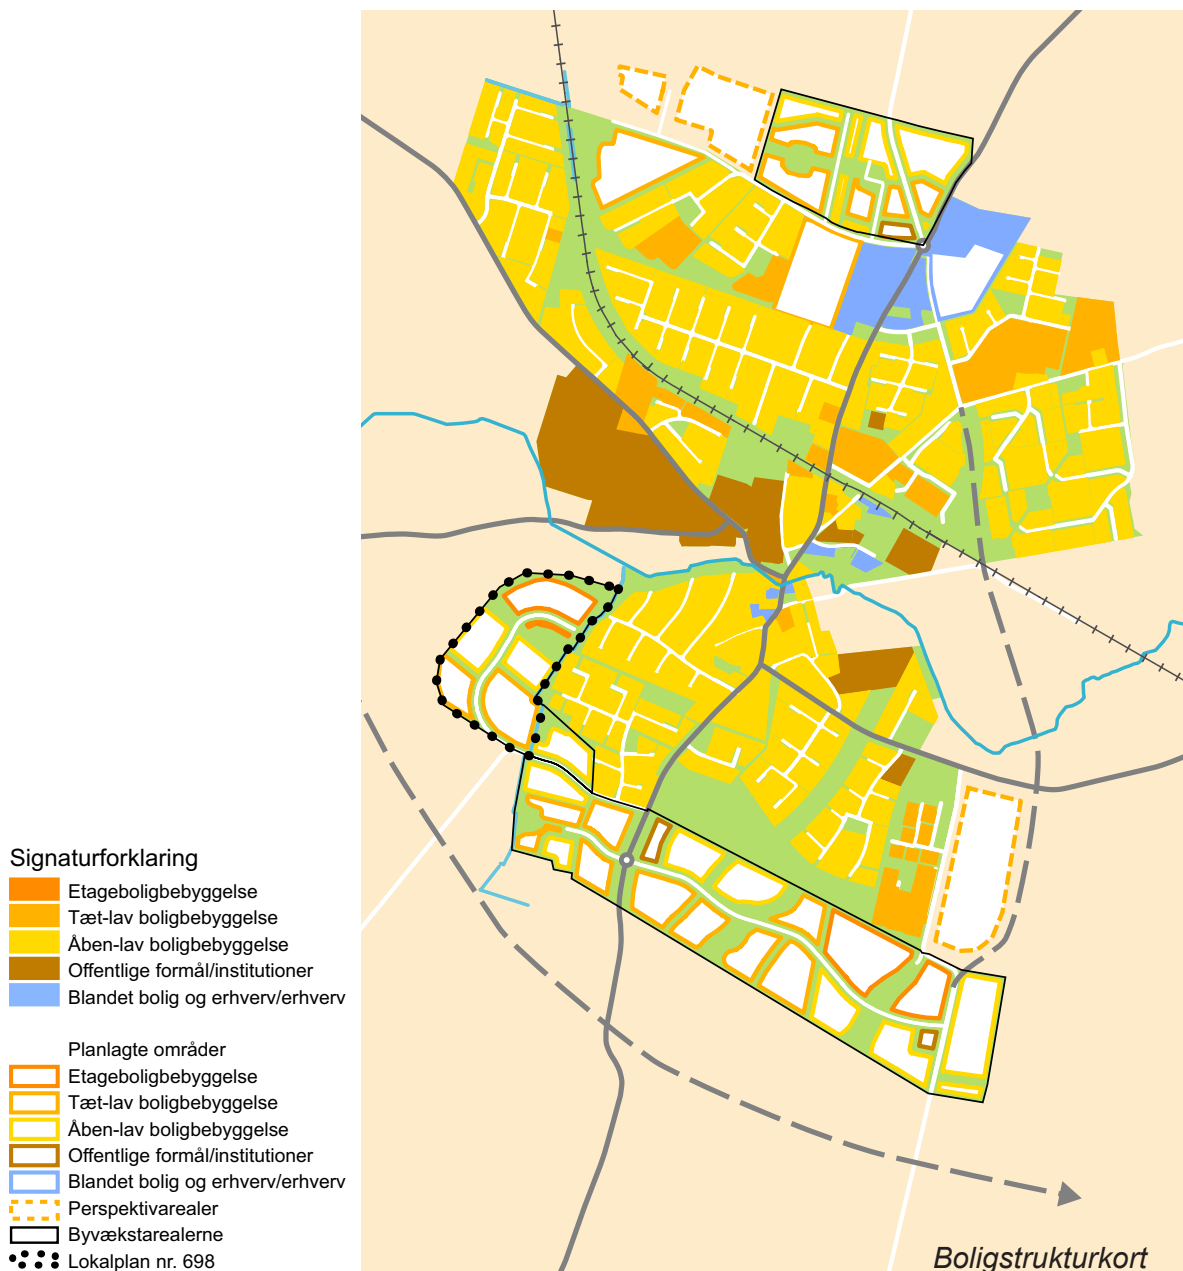 Signaturforklaring
Etageboligbebyggelse
Tæt-lav boligbebyggelse
Åben-lav boligbebyggelse
Offentlige formål/institutioner
Blandet bolig og erhverv/erhverv
Planlagte områder
Etageboligbebyggelse
Tæt-lav boligbebyggelse
Åben-lav boligbebyggelse
Offentlige formål/institutioner
Blandet bolig og erhverv/erhverv
Perspektivarealer
Byvækstarealerne
Lokalplan nr. 698
Boligstrukturkort